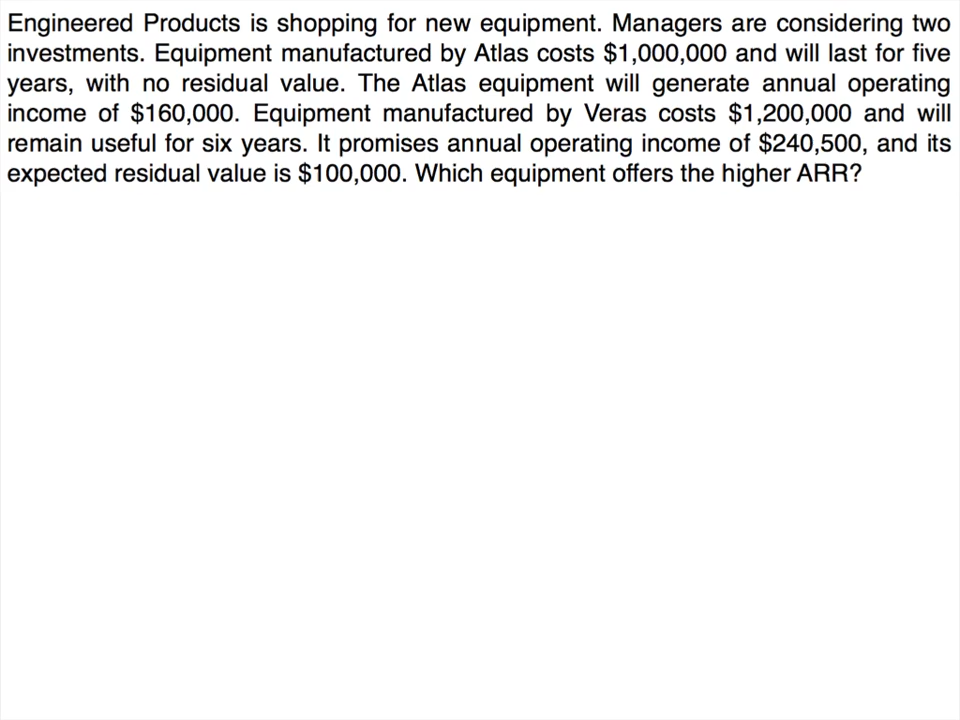 Engineered Products is shopping for new equipment. Managers are considering two
investments. Equipment manufactured by Atlas costs $1,000,000 and will last for five
years, with no residual value. The Atlas equipment will generate annual operating
income of $160,000. Equipment manufactured by Veras costs $1,200,000 and will
remain useful for six years. It promises annual operating income of $240,500, and its
expected residual value is $100,000. Which equipment offers the higher ARR?